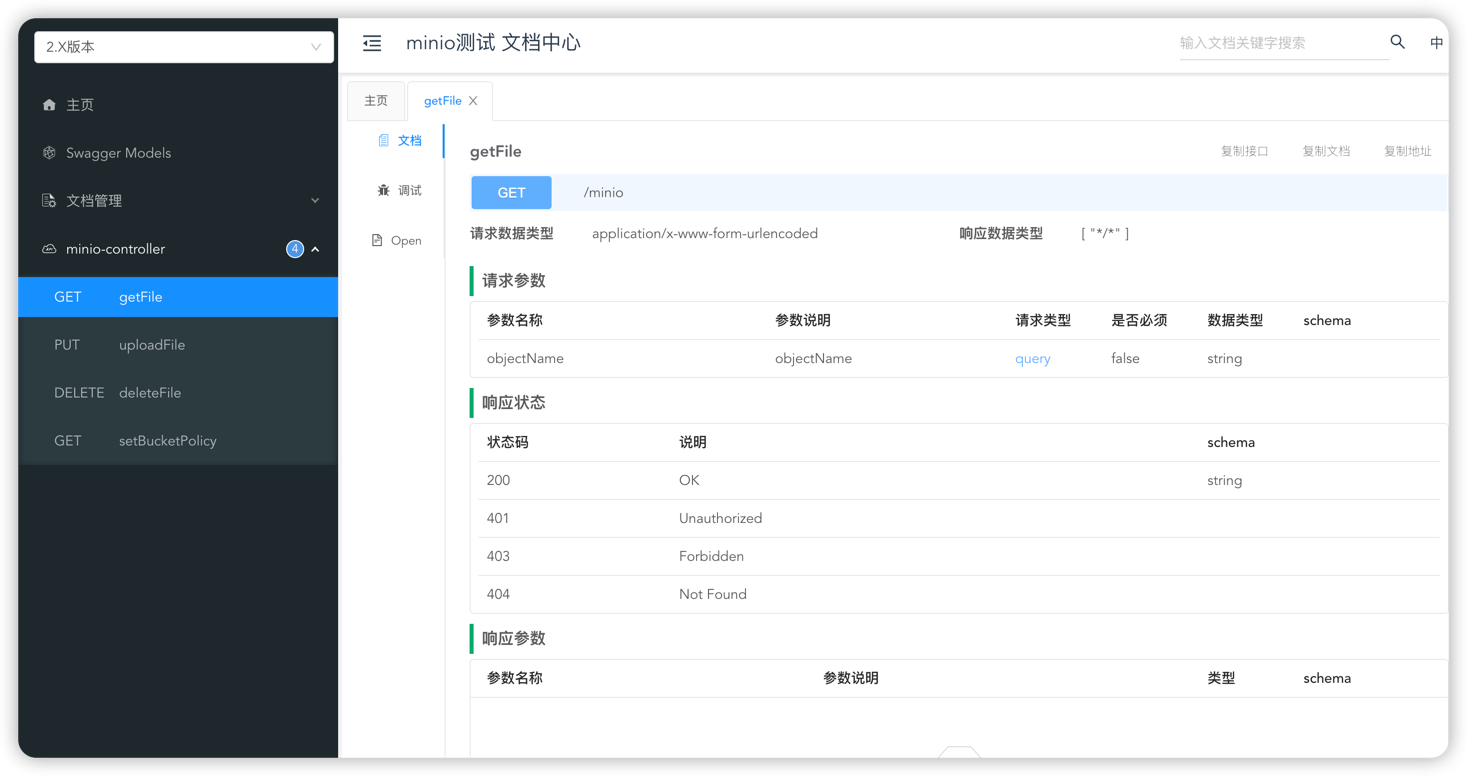 2.X版本
主页
Swagger Models
文档管理
minio-controller 4
GET getFile
PUT uploadFile
DELETE deleteFile
GET setBucketPolicy
minio测试 文档中心
输入文档关键字搜索
中
主页 getFile
文档
调试
Open
getFile
复制接口 复制文档 复制地址
GET /minio
请求数据类型 application/x-www-form-urlencoded 响应数据类型 [ "*/*" ]
请求参数
参数名称 参数说明 请求类型 是否必须 数据类型 schema
objectName objectName query false string
响应状态
状态码 说明 schema
200 OK string
401 Unauthorized
403 Forbidden
404 Not Found
响应参数
参数名称 参数说明 类型 schema